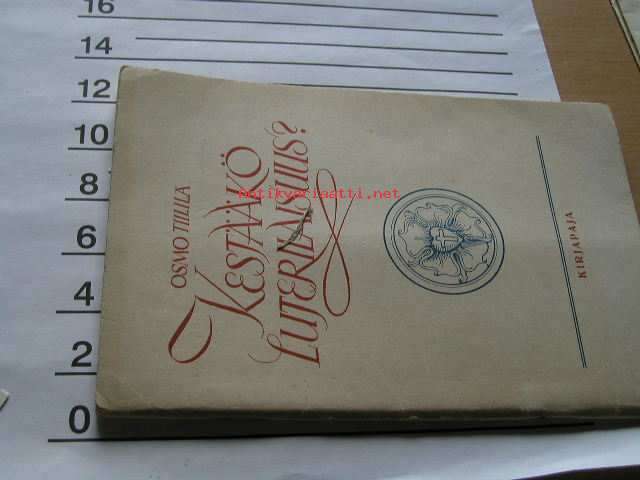 16
14
12
10
8
6
4
2
0
OSMO TIILILÄ
KESTÄÄKÖ
LUTERILAISUUS?
KIRJAPAJA
antikvariaatti.net